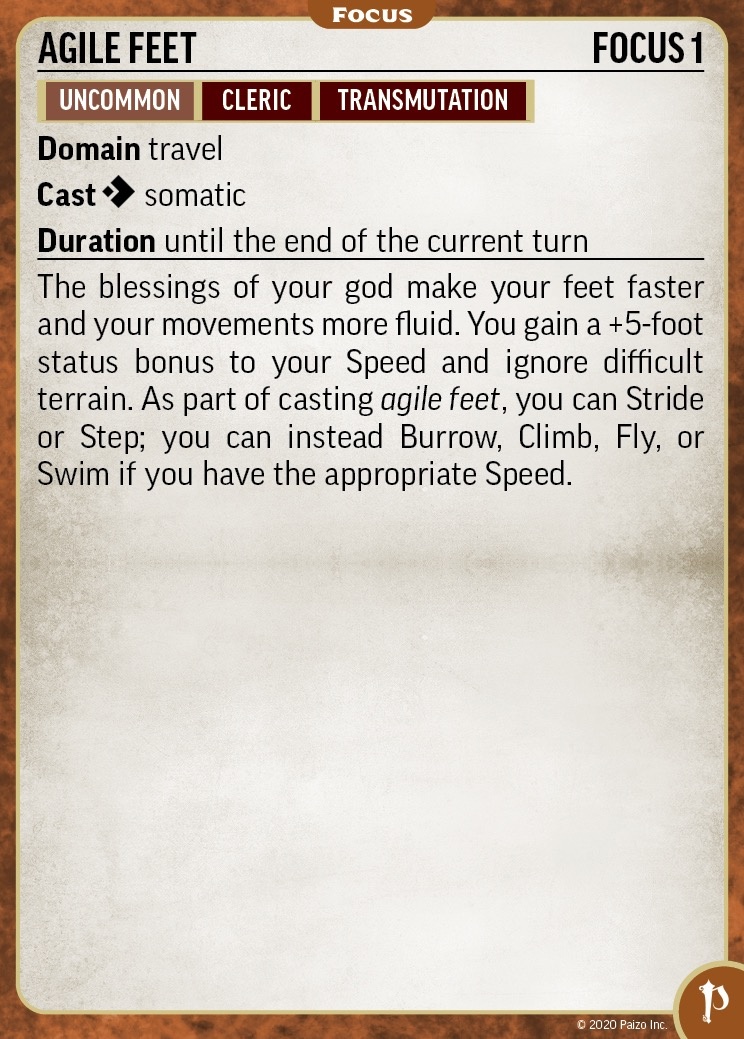 Focus
AGILE FEET FOCUS 1
UNCOMMON CLERIC TRANSMUTATION
Domain travel
Cast somatic
Duration until the end of the current turn
The blessings of your god make your feet faster
and your movements more fluid. You gain a +5-foot
status bonus to your Speed and ignore difficult
terrain. As part of casting agile feet, you can Stride
or Step; you can instead Burrow, Climb, Fly, or
Swim if you have the appropriate Speed.
© 2020 Paizo Inc.
P